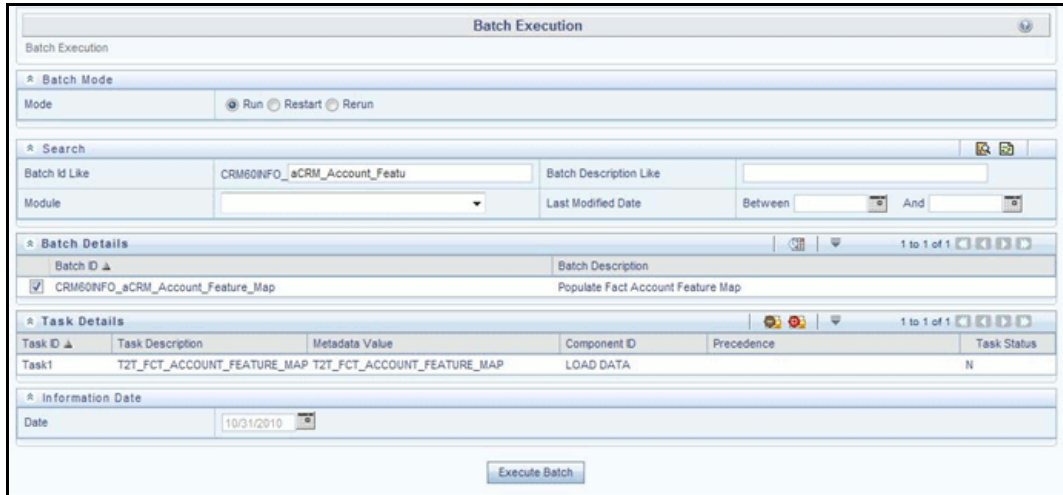 Batch Execution
Batch Execution
Batch Mode
Mode Run Restart Rerun
Search
Batch Id Like CRM60INFO_ aCRM_Account_Featu Batch Description Like
Module Last Modified Date Between And
Batch Details 1 to 1 of 1
Batch ID Batch Description
CRM60INFO_aCRM_Account_Feature_Map Populate Fact Account Feature Map
Task Details 1 to 1 of 1
Task ID Task Description Metadata Value Component ID Precedence Task Status
Task1 T2T_FCT_ACCOUNT_FEATURE_MAP T2T_FCT_ACCOUNT_FEATURE_MAP LOAD DATA N
Information Date
Date 10/31/2010
Execute Batch